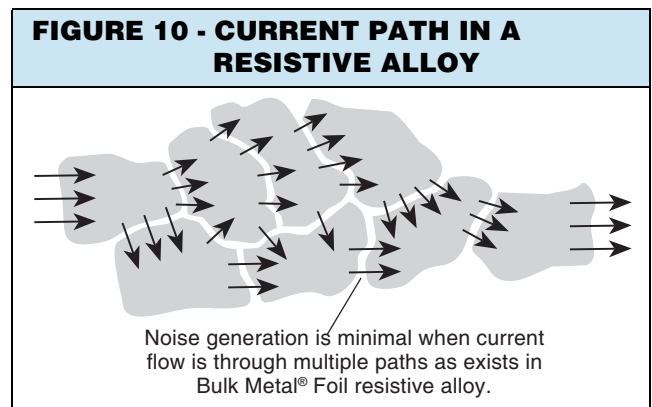 FIGURE 10 - CURRENT PATH IN A
RESISTIVE ALLOY
Noise generation is minimal when current
flow is through multiple paths as exists in
Bulk Metal® Foil resistive alloy.